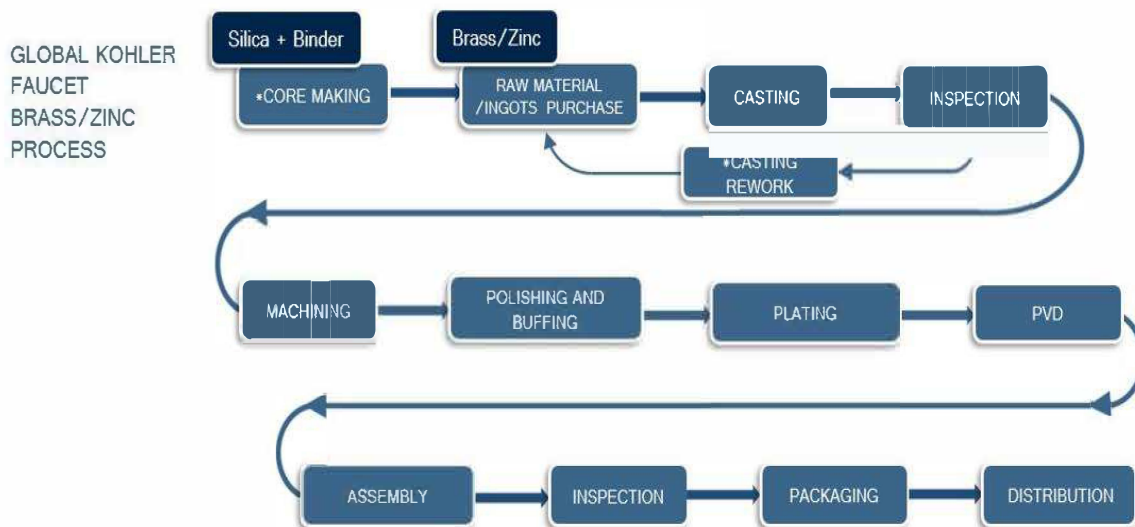 GLOBAL KOHLER
FAUCET
BRASS/ZINC
PROCESS
Silica + Binder
Brass/Zinc
*CORE MAKING
RAW MATERIAL
/INGOTS PURCHASE
CASTING
INSPECTION
*CASTING
REWORK
MACHINING
POLISHING AND
BUFFING
PLATING
PVD
ASSEMBLY
INSPECTION
PACKAGING
DISTRIBUTION